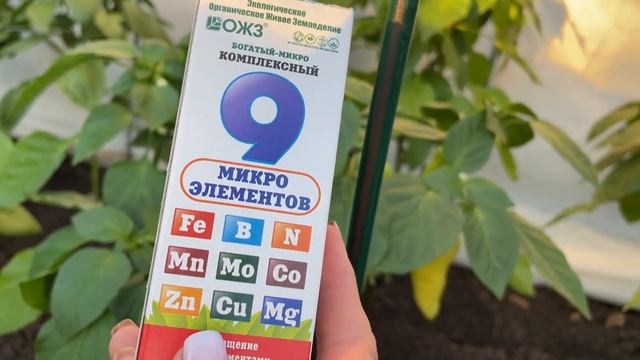 Экологическое
Органическое Живое Земледелие
ОЖЗ
БОГАТЫЙ-МИКРО
КОМПЛЕКСНЫЙ
9
МИКРО
ЭЛЕМЕНТОВ
Fe B N
Mn Mo Co
Zn Cu Mg